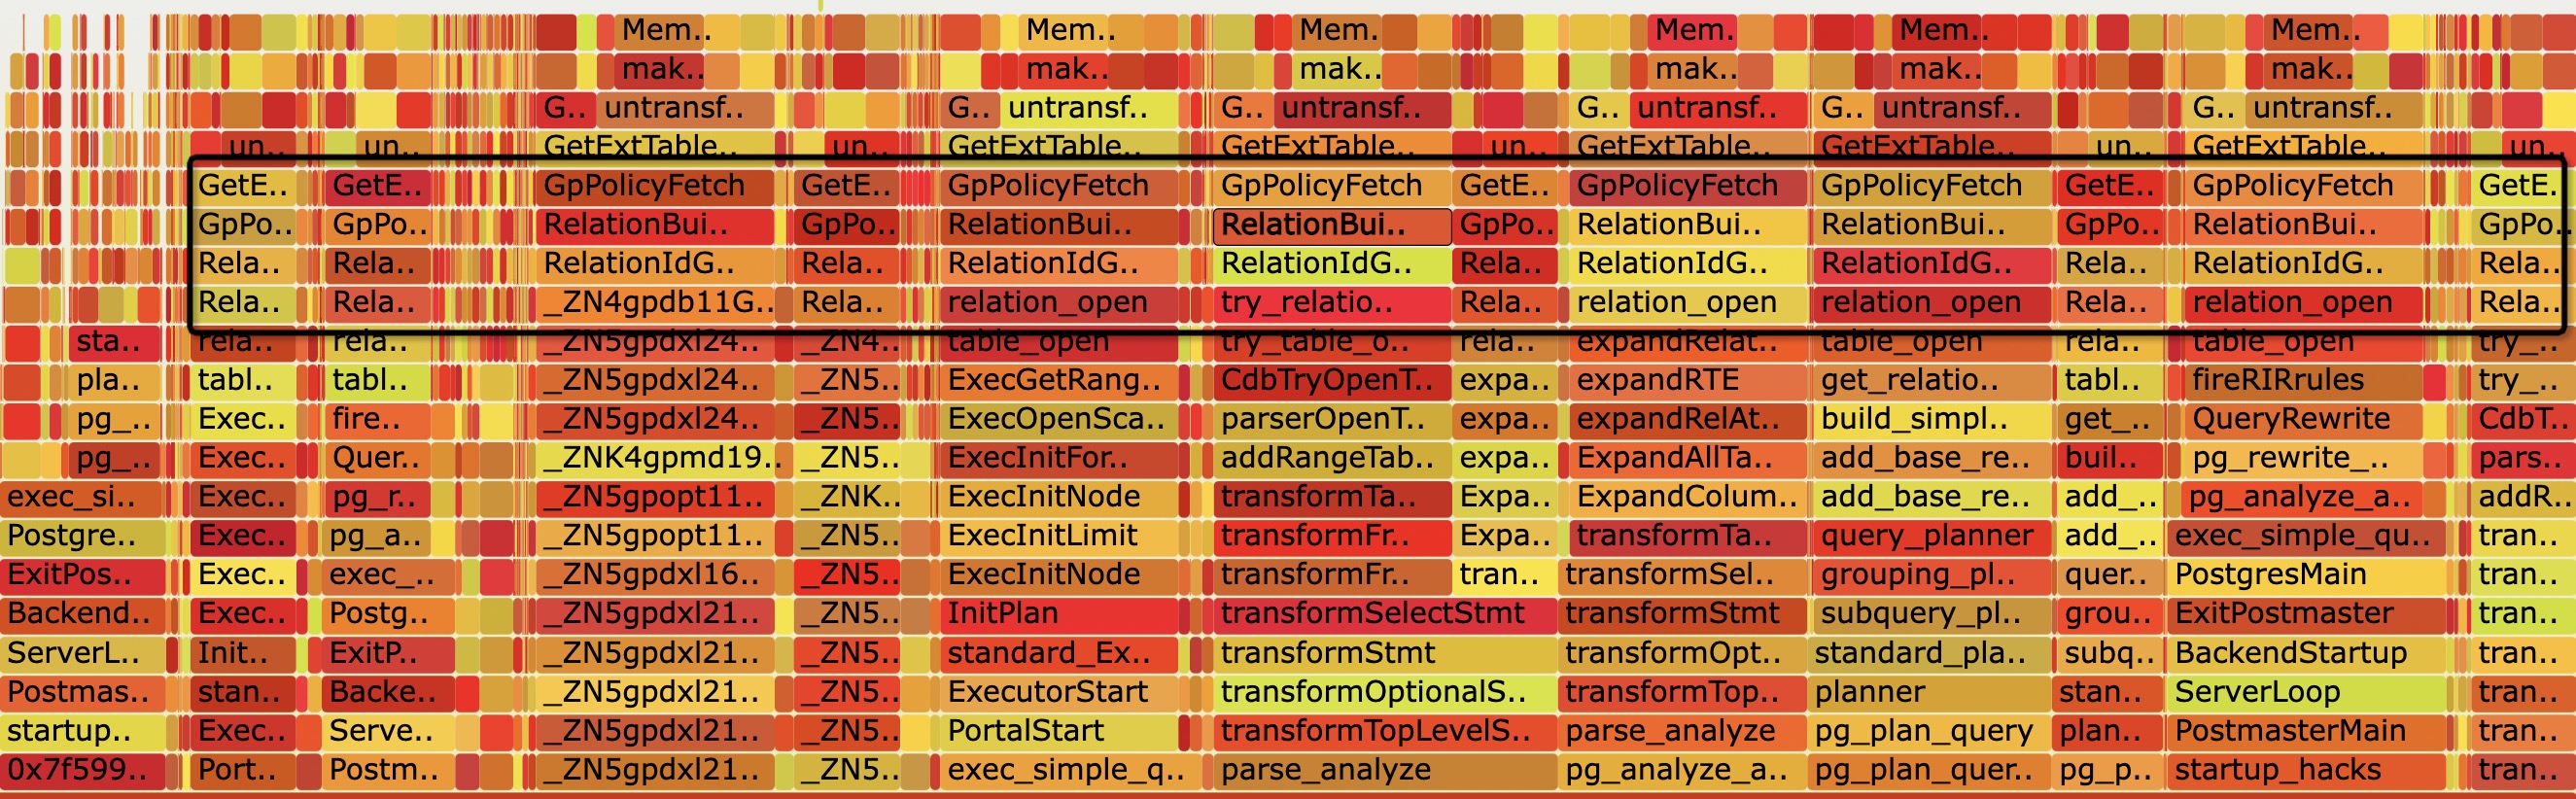 Mem.. Mem.. Mem.. Mem. Mem.. Mem..
mak.. mak.. mak.. mak.. mak.. mak..
G.. untransf.. G.. untransf.. G.. untransf.. G.. untransf.. G.. untransf.. G.. untransf..
un.. un.. GetExtTable.. un.. GetExtTable.. GetExtTable.. un.. GetExtTable.. GetExtTable.. un.. GetExtTable.. un..
GetE.. GetE.. GpPolicyFetch GetE.. GpPolicyFetch GpPolicyFetch GetE.. GpPolicyFetch GpPolicyFetch GetE.. GpPolicyFetch GetE.
GpPo.. GpPo.. RelationBui.. GpPo.. RelationBui.. RelationBui.. GpPo.. RelationBui.. RelationBui.. GpPo.. RelationBui.. GpPo..
Rela.. Rela.. RelationIdG.. Rela.. RelationIdG.. RelationIdG.. Rela.. RelationIdG.. RelationIdG.. Rela.. RelationIdG.. Rela..
Rela.. Rela.. _ZN4gpdb11G.. Rela.. relation_open try_relatio.. Rela.. relation_open relation_open Rela.. relation_open Rela..
sta.. rela.. rela.. _ZN5gpdxl24.. _ZN4.. table_open try_table_o.. rela.. expandRelat.. table_open rela.. table_open try_..
pla.. tabl.. tabl.. _ZN5gpdxl24.. _ZN5.. ExecGetRang.. CdbTryOpenT.. expa.. expandRTE get_relatio.. tabl.. fireRIRrules try_..
pg_.. Exec.. fire.. _ZN5gpdxl24.. _ZN5.. ExecOpenSca.. parserOpenT.. expa.. expandRelAt.. build_simpl.. get_.. QueryRewrite CdbT..
pg_.. Exec.. Quer.. _ZNK4gpmd19.. _ZN5.. ExecInitFor.. addRangeTab.. expa.. ExpandAllTa.. add_base_re.. buil.. pg_rewrite_.. pars..
exec_si.. Exec.. pg_r.. _ZN5gpopt11.. _ZNK.. ExecInitNode transformTa.. Expa.. ExpandColum.. add_base_re.. add_.. pg_analyze_a.. addR..
Postgre.. Exec.. pg_a.. _ZN5gpopt11.. _ZN5.. ExecInitLimit transformFr.. Expa.. transformTa.. query_planner add_.. exec_simple_qu.. tran..
ExitPos.. Exec.. exec_.. _ZN5gpdxl16.. _ZN5.. ExecInitNode transformFr.. tran.. transformSel.. grouping_pl.. quer.. PostgresMain tran..
Backend.. Exec.. Postg.. _ZN5gpdxl21.. _ZN5.. InitPlan transformSelectStmt transformStmt subquery_pl.. grou.. ExitPostmaster tran..
ServerL.. Init.. ExitP.. _ZN5gpdxl21.. _ZN5.. standard_Ex.. transformStmt transformOpt.. standard_pla.. subq.. BackendStartup tran..
Postmas.. stan.. Backe.. _ZN5gpdxl21.. _ZN5.. ExecutorStart transformOptionalS.. transformTop.. planner stan.. ServerLoop tran..
startup.. Exec.. Serve.. _ZN5gpdxl21.. _ZN5.. PortalStart transformTopLevelS.. parse_analyze pg_plan_query plan.. PostmasterMain tran..
0x7f599.. Port.. Postm.. _ZN5gpdxl21.. _ZN5.. exec_simple_q.. parse_analyze pg_analyze_a.. pg_plan_quer.. pg_p.. startup_hacks tran..